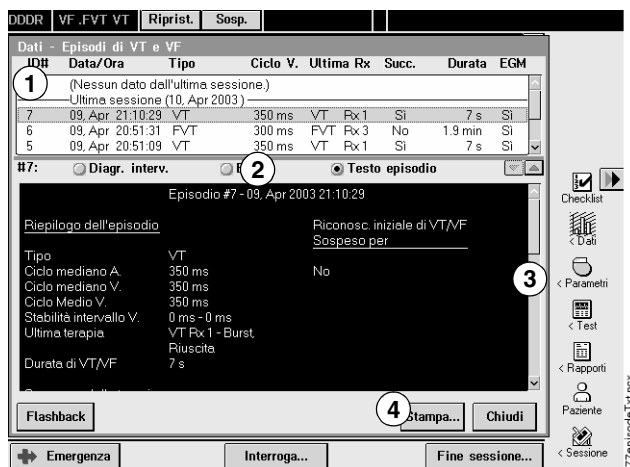 DDDR VF .FVT VT Riprist. Sosp.
Dati - Episodi di VT e VF
ID# Data/Ora Tipo Ciclo V. Ultima Rx Succ. Durata EGM
1
(Nessun dato dall'ultima sessione.)
Ultima sessione (10, Apr 2003 )
7 09, Apr 21:10:29 VT 350 ms VT Rx 1 Sì 7 s Sì
6 09, Apr 20:51:31 FVT 300 ms FVT Rx 3 No 1.9 min Sì
5 09, Apr 20:51:09 VT 350 ms VT Rx 1 Sì 7 s Sì
#7: Diagr. interv. 2 Testo episodio
Episodio #7 - 09, Apr 2003 21:10:29
Riepilogo dell'episodio
Riconosc. iniziale di VT/VF
Sospeso per
Tipo VT
Ciclo mediano A. 350 ms No
Ciclo mediano V. 350 ms
Ciclo Medio V. 350 ms
Stabilità intervallo V. 0 ms - 0 ms
Ultima terapia VT Rx 1 - Burst,
Riuscita
Durata di VT/VF 7 s
3
Flashback 4 Stampa... Chiudi
Emergenza Interroga... Fine sessione...
Checklist
< Dati
< Parametri
< Test
< Rapporti
Paziente
< Sessione